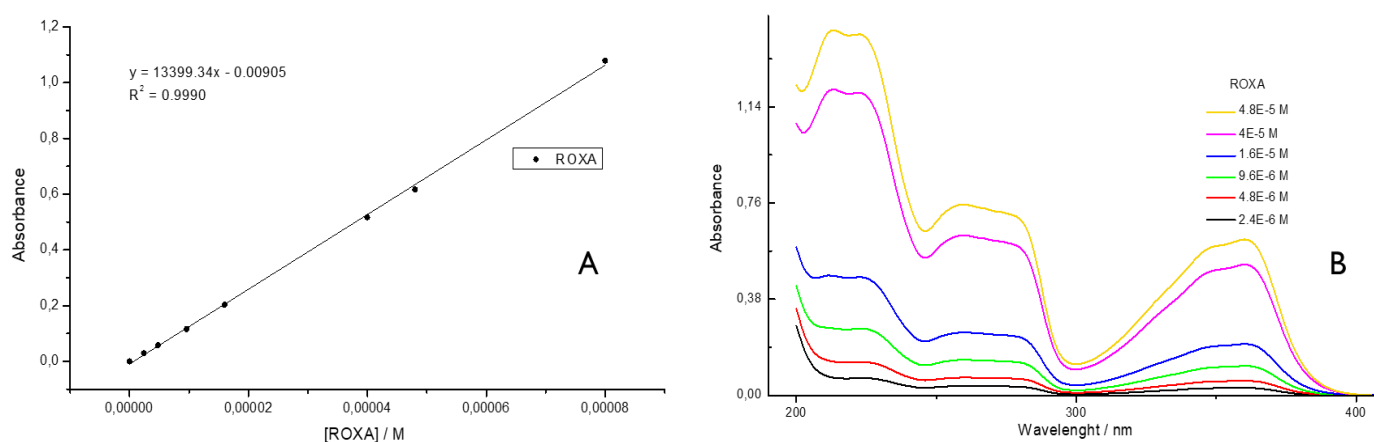 1,2
1,0
0,8
0,6
0,4
0,2
0,0
Absorbance
y = 13399.34x - 0.00905
R² = 0.9990
ROXA
A
0,00000
0,00002
0,00004
0,00006
0,00008
[ROXA] / M
B
1,14
0,76
0,38
0,00
Absorbance
ROXA
4.8E-5 M
4E-5 M
1.6E-5 M
9.6E-6 M
4.8E-6 M
2.4E-6 M
B
200
300
400
Wavelenght / nm